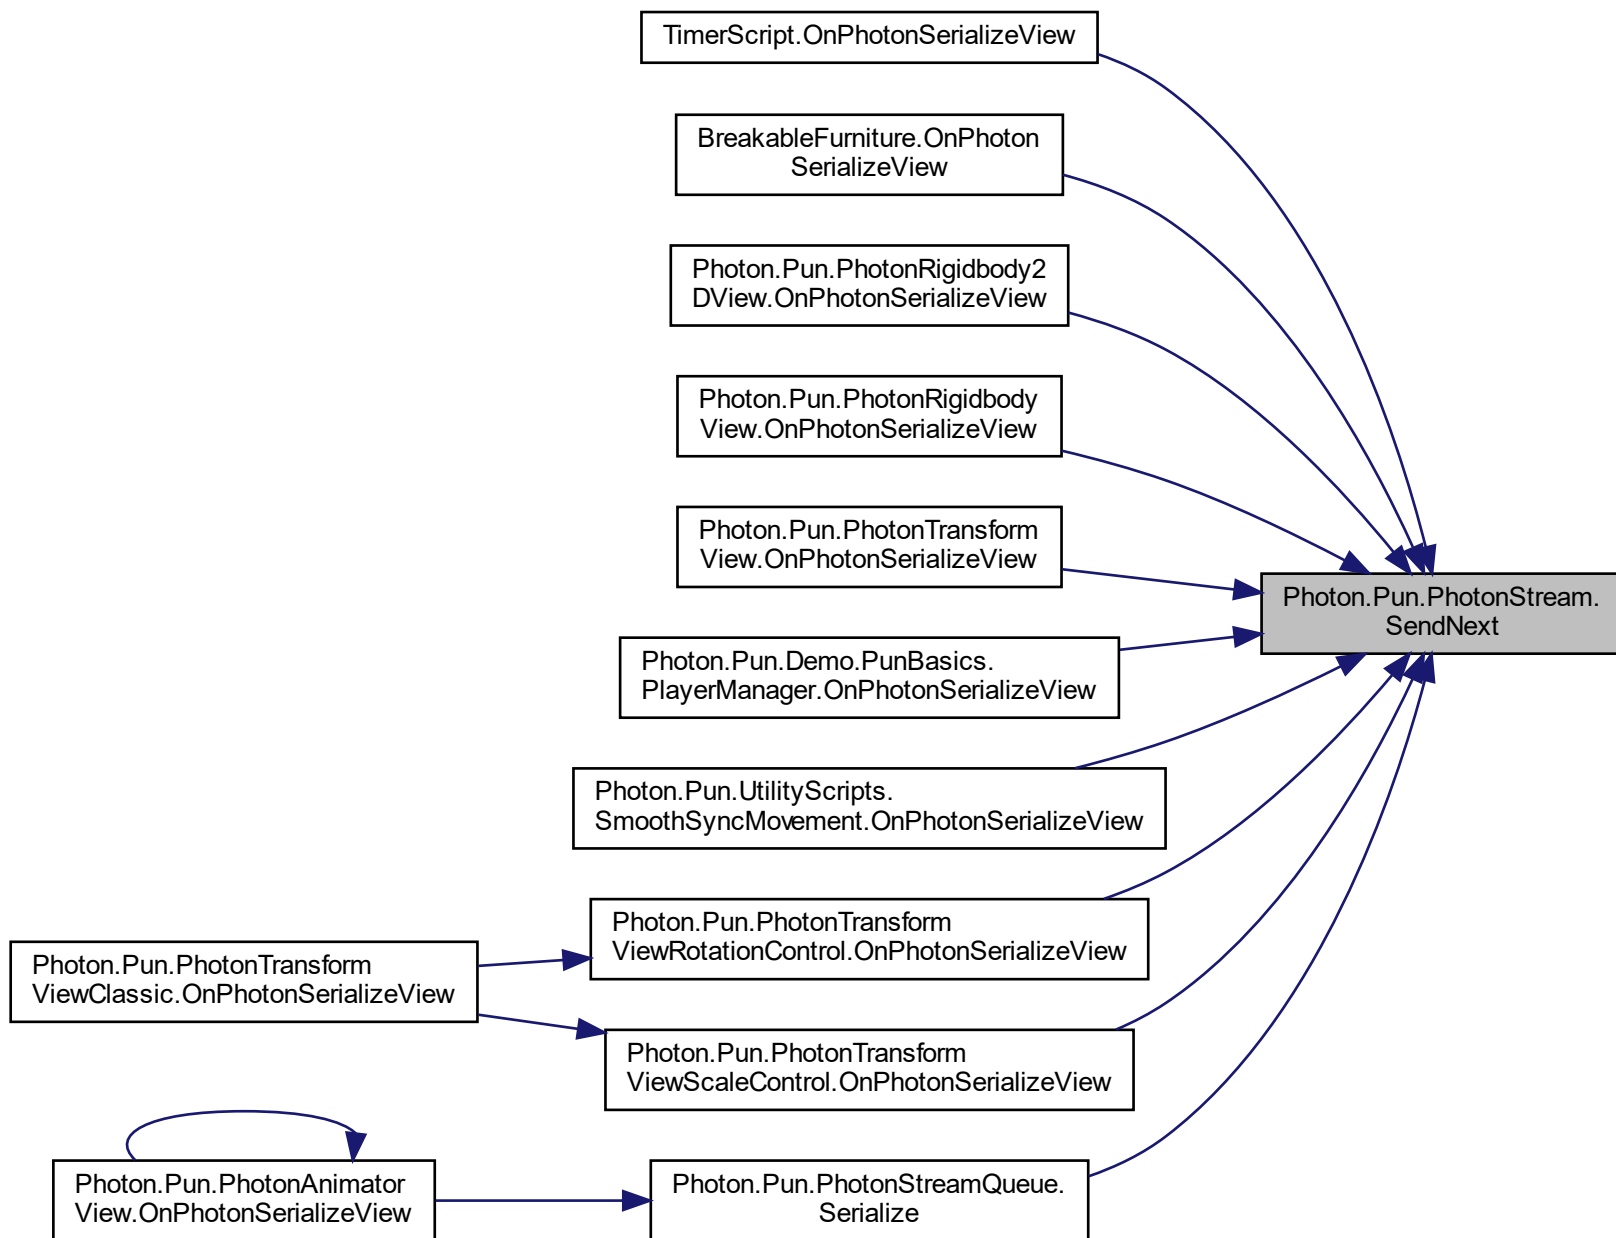 TimerScript.OnPhotonSerializeView
BreakableFurniture.OnPhoton
SerializeView
Photon.Pun.PhotonRigidbody2
DView.OnPhotonSerializeView
Photon.Pun.PhotonRigidbody
View.OnPhotonSerializeView
Photon.Pun.PhotonTransform
View.OnPhotonSerializeView
Photon.Pun.PhotonStream.
SendNext
Photon.Pun.Demo.PunBasics.
PlayerManager.OnPhotonSerializeView
Photon.Pun.UtilityScripts.
SmoothSyncMovement.OnPhotonSerializeView
Photon.Pun.PhotonTransform
ViewRotationControl.OnPhotonSerializeView
Photon.Pun.PhotonTransform
ViewClassic.OnPhotonSerializeView
Photon.Pun.PhotonTransform
ViewScaleControl.OnPhotonSerializeView
Photon.Pun.PhotonAnimator
View.OnPhotonSerializeView
Photon.Pun.PhotonStreamQueue.
Serialize